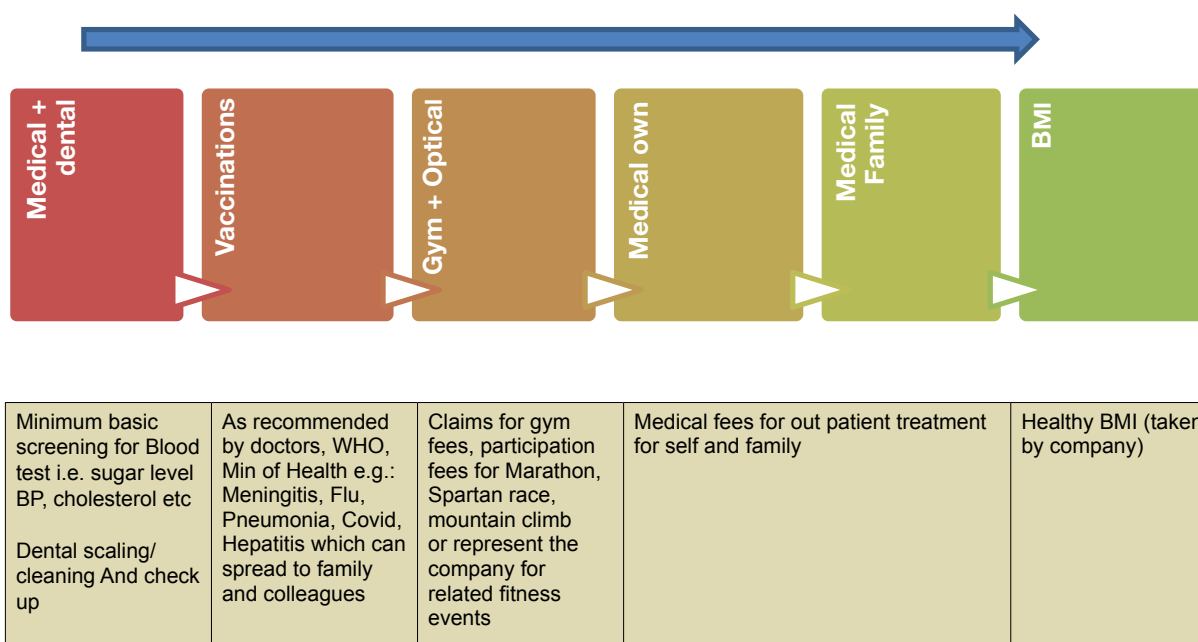 Medical +
dental
Vaccinations
Gym + Optical
Medical own
Medical
Family
BMI
Minimum basic
screening for Blood
test i.e. sugar level
BP, cholesterol etc
Dental scaling/
cleaning And check
up
As recommended
by doctors, WHO,
Min of Health e.g.:
Meningitis, Flu,
Pneumonia, Covid,
Hepatitis which can
spread to family
and colleagues
Claims for gym
fees, participation
fees for Marathon,
Spartan race,
mountain climb
or represent the
company for
related fitness
events
Medical fees for out patient treatment
for self and family
Healthy BMI (taken
by company)